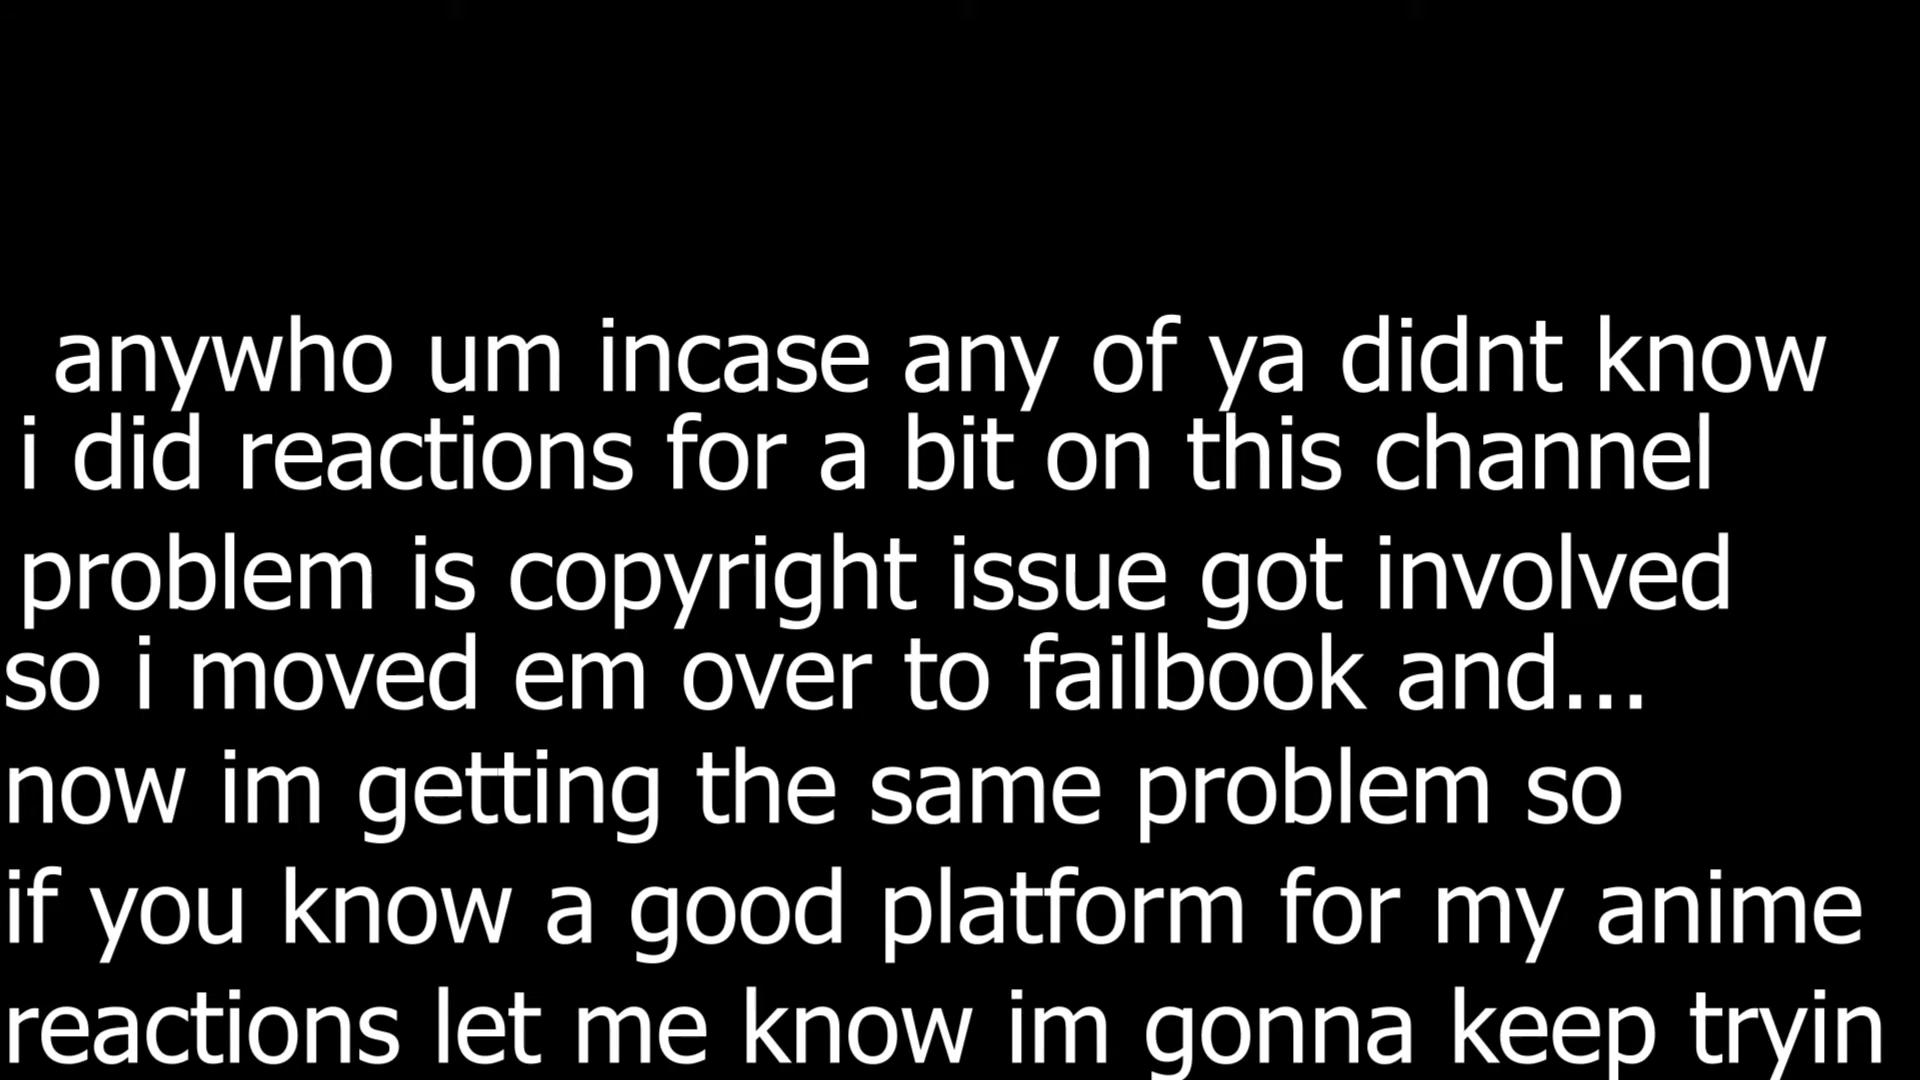 anywho um incase any of ya didnt know
i did reactions for a bit on this channel
problem is copyright issue got involved
so i moved em over to failbook and...
now im getting the same problem so
if you know a good platform for my anime
reactions let me know im gonna keep tryin